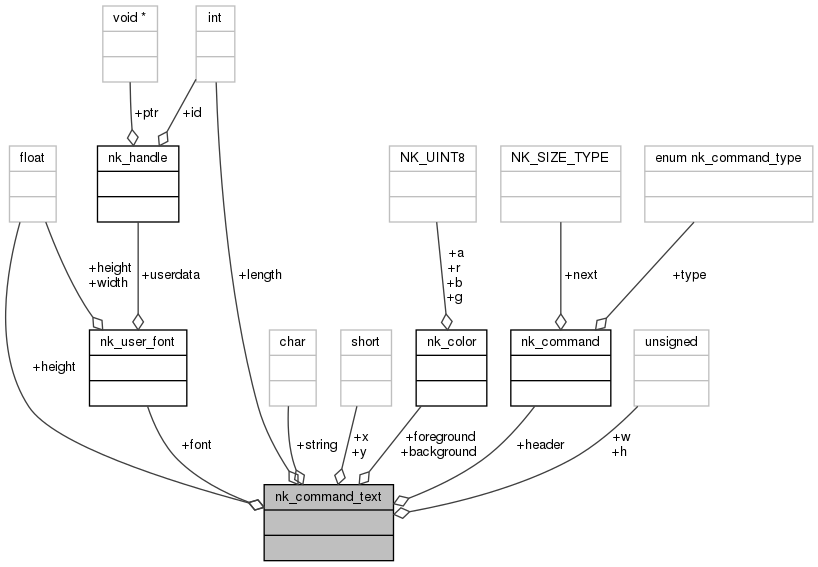 void *
int
+ptr
+id
float
nk_handle
NK_UINT8
NK_SIZE_TYPE
enum nk_command_type
+height
+width
+userdata
+length
+a
+r
+b
+g
+next
+type
nk_user_font
char
short
nk_color
nk_command
unsigned
+height
+font
+string
+x
+y
+foreground
+background
+header
+w
+h
nk_command_text